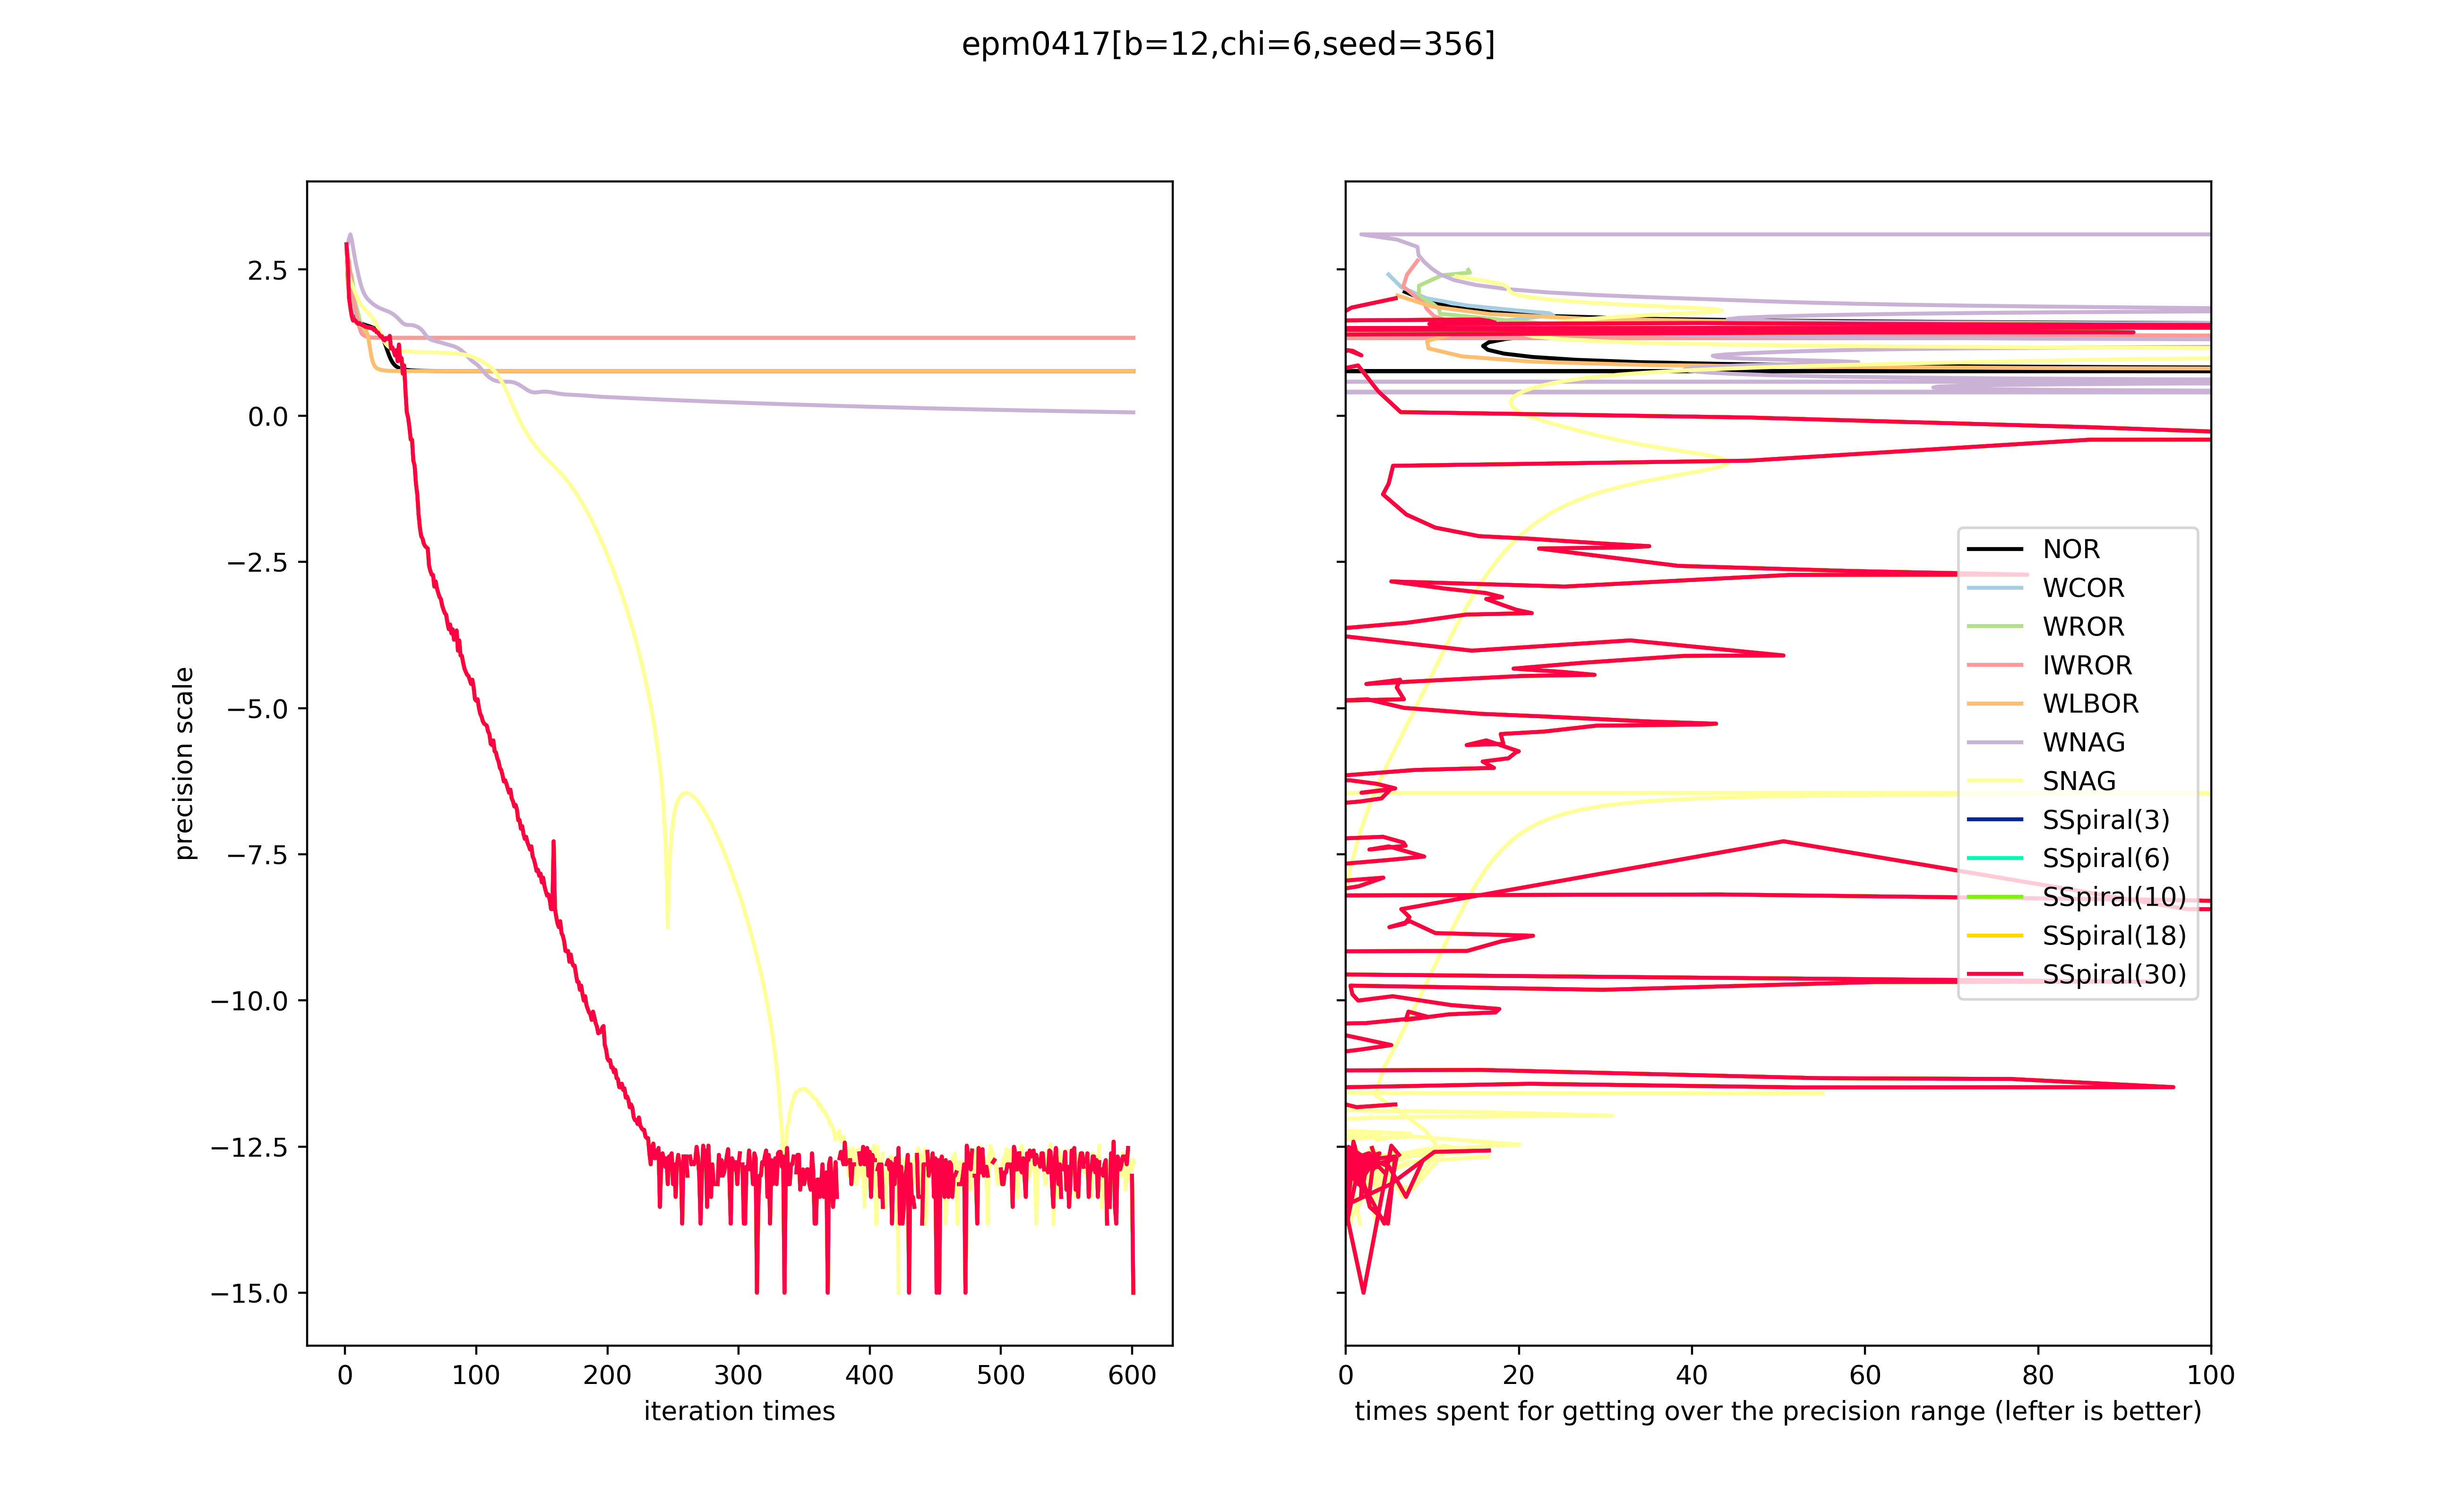 epm0417[b=12,chi=6,seed=356]
precision scale
2.5
0.0
−2.5
−5.0
−7.5
−10.0
−12.5
−15.0
0 100 200 300 400 500 600
iteration times
0 20 40 60 80 100
times spent for getting over the precision range (lefter is better)
NOR
WCOR
WROR
IWROR
WLBOR
WNAG
SNAG
SSpiral(3)
SSpiral(6)
SSpiral(10)
SSpiral(18)
SSpiral(30)